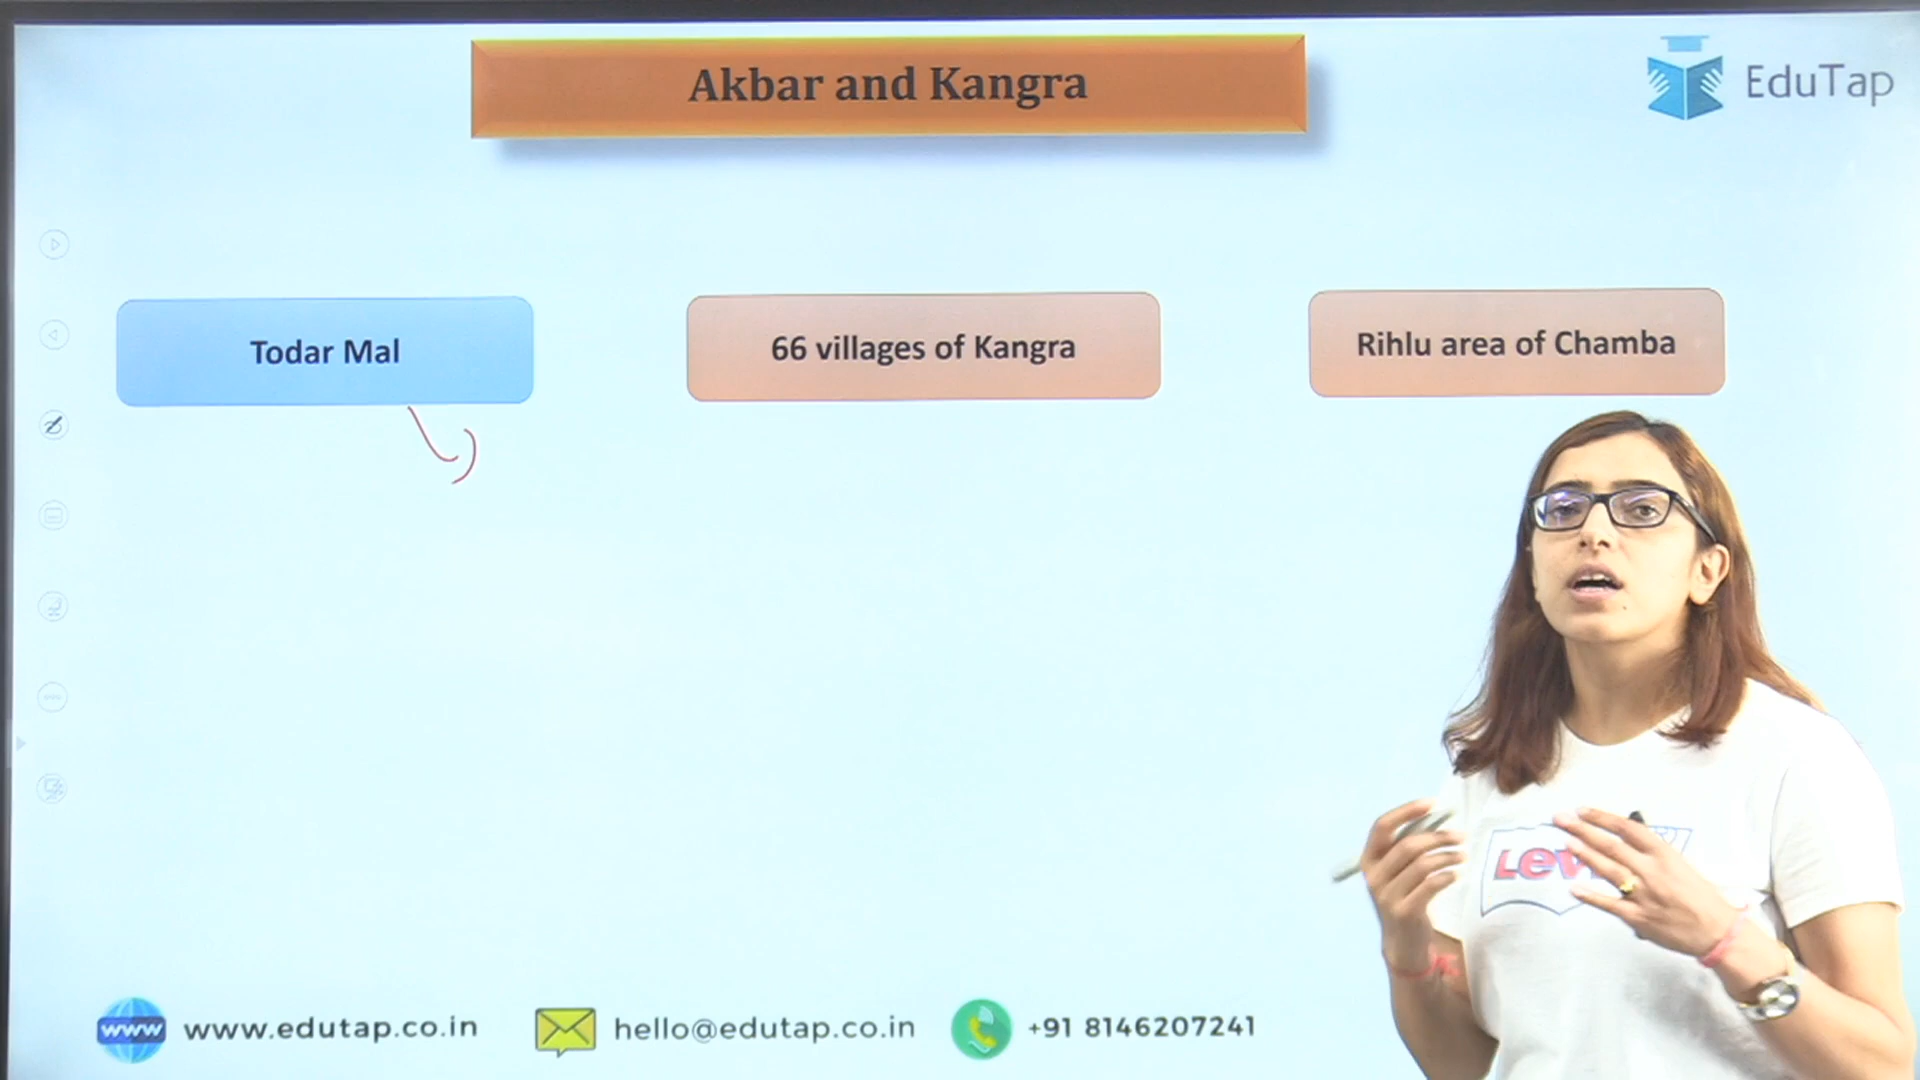 Akbar and Kangra
EduTap
Todar Mal
66 villages of Kangra
Rihlu area of Chamba
www www.edutap.co.in
hello@edutap.co.in
+91 8146207241